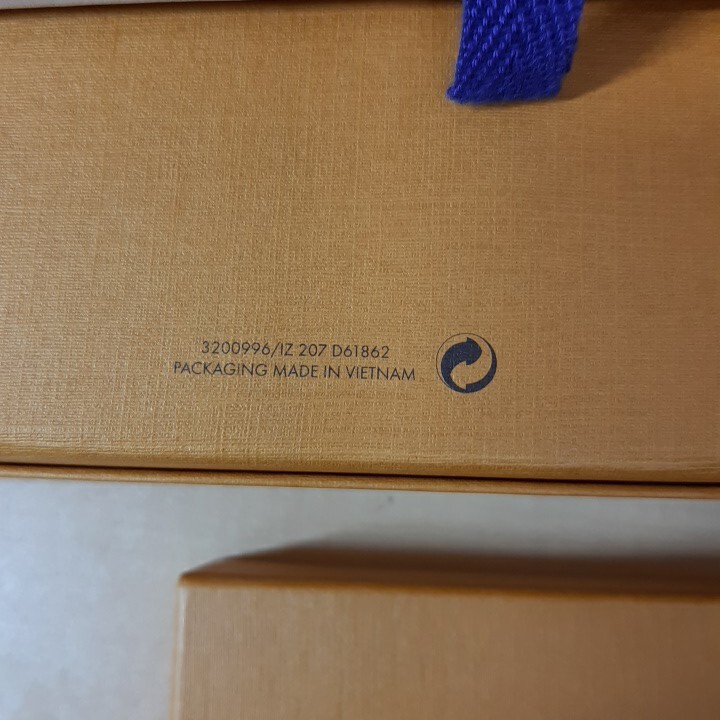 3200996/IZ 207 D61862
PACKAGING MADE IN VIETNAM